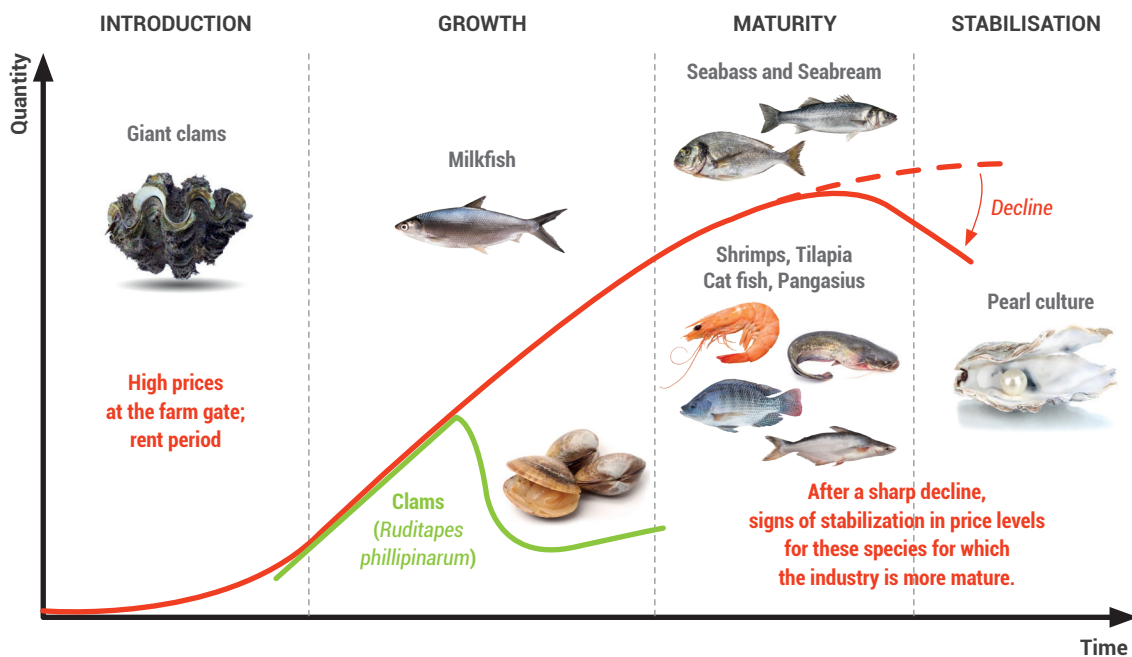 INTRODUCTION
GROWTH
MATURITY
STABILISATION
Quantity
Giant clams
Milkfish
Seabass and Seabream
Decline
Shrimps, Tilapia
Cat fish, Pangasius
Pearl culture
High prices
at the farm gate;
rent period
Clams
(Ruditapes
phillipinarum)
After a sharp decline,
signs of stabilization in price levels
for these species for which
the industry is more mature.
Time